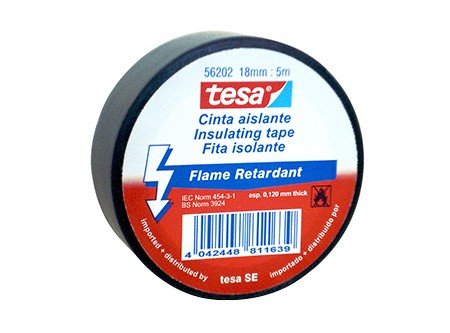 56202 18mm : 5m
tesa
Cinta aislante
Insulating tape
Fita isolante
Flame Retardant
IEC Norm 454-3-1
BS Norm 3924
esp. 0,120 mm thick
4 042448 811639
imported + distributed by
tesa SE
importado + distribuido por